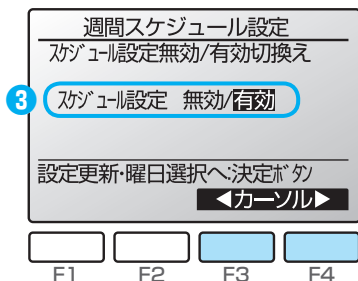 週間スケジュール設定
スケジュール設定無効/有効切換え
3 スケジュール設定 無効/有効
設定更新・曜日選択へ:決定ボタン
◀カーソル▶
F1 F2 F3 F4